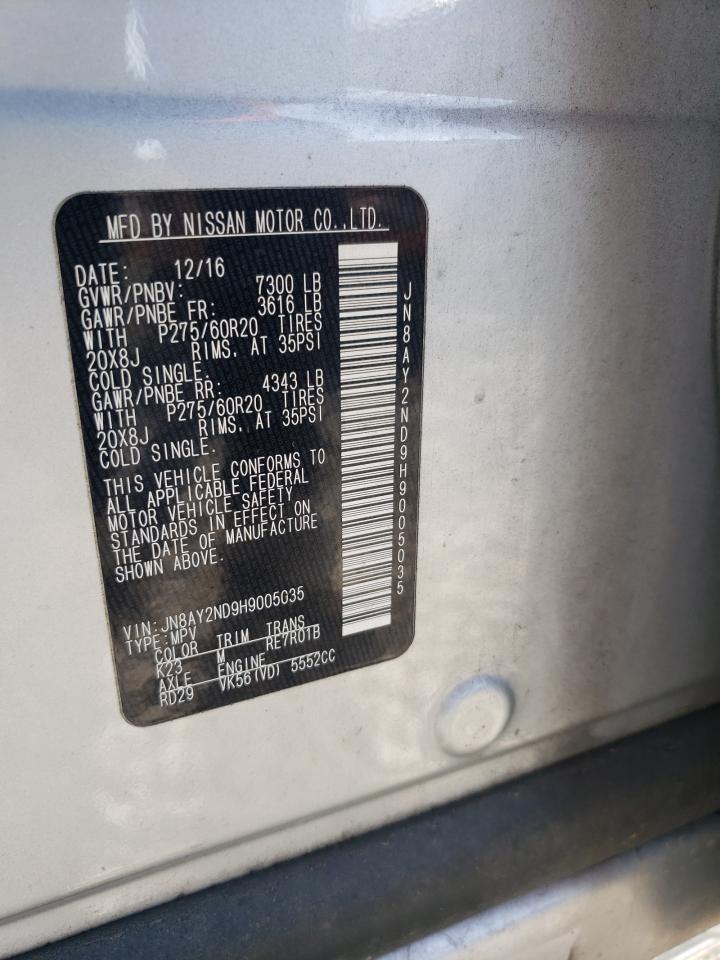 MFD BY NISSAN MOTOR CO.,LTD.
DATE: 12/16
GVWR/PNBV: 7300 LB
GAWR/PNBE FR: 3616 LB
WITH P275/60R20 TIRES
20X8J RIMS, AT 35PSI
COLD SINGLE.
GAWR/PNBE RR: 4343 LB
WITH P275/60R20 TIRES
20X8J RIMS, AT 35PSI
COLD SINGLE.
THIS VEHICLE CONFORMS TO
ALL APPLICABLE FEDERAL
MOTOR VEHICLE SAFETY
STANDARDS IN EFFECT ON
THE DATE OF MANUFACTURE
SHOWN ABOVE.
VIN:JN8AY2ND9H9005035
TYPE:MPV
COLOR TRIM TRANS
K23 M RE7R01B
AXLE ENGINE
RD29 VK56(VD) 5552CC
JN8AY2ND9H9005035